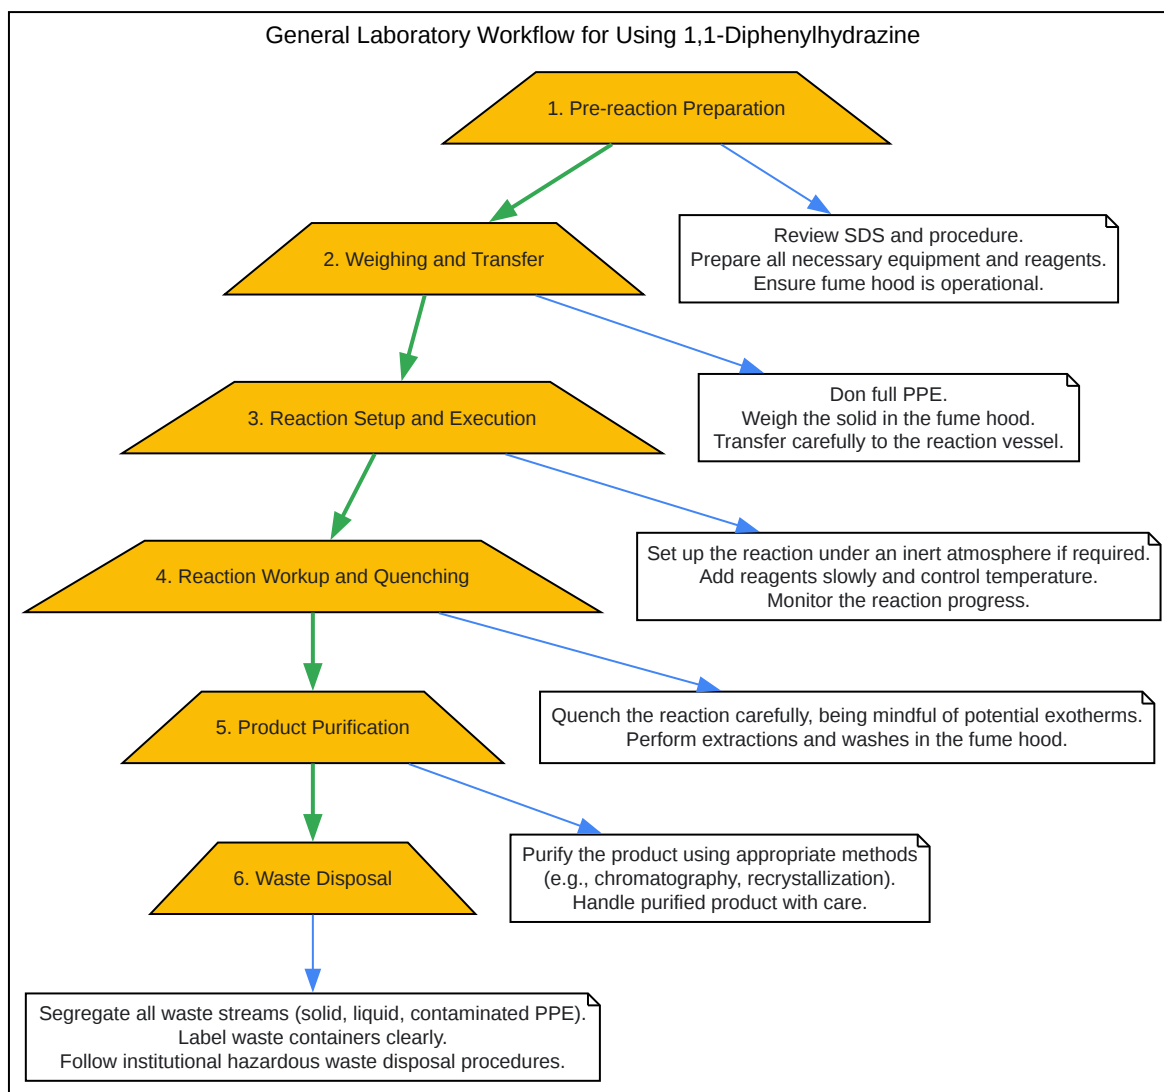 General Laboratory Workflow for Using 1,1-Diphenylhydrazine
1. Pre-reaction Preparation
Review SDS and procedure.
Prepare all necessary equipment and reagents.
Ensure fume hood is operational.
2. Weighing and Transfer
Don full PPE.
Weigh the solid in the fume hood.
Transfer carefully to the reaction vessel.
3. Reaction Setup and Execution
Set up the reaction under an inert atmosphere if required.
Add reagents slowly and control temperature.
Monitor the reaction progress.
4. Reaction Workup and Quenching
Quench the reaction carefully, being mindful of potential exotherms.
Perform extractions and washes in the fume hood.
5. Product Purification
Purify the product using appropriate methods
(e.g., chromatography, recrystallization).
Handle purified product with care.
6. Waste Disposal
Segregate all waste streams (solid, liquid, contaminated PPE).
Label waste containers clearly.
Follow institutional hazardous waste disposal procedures.